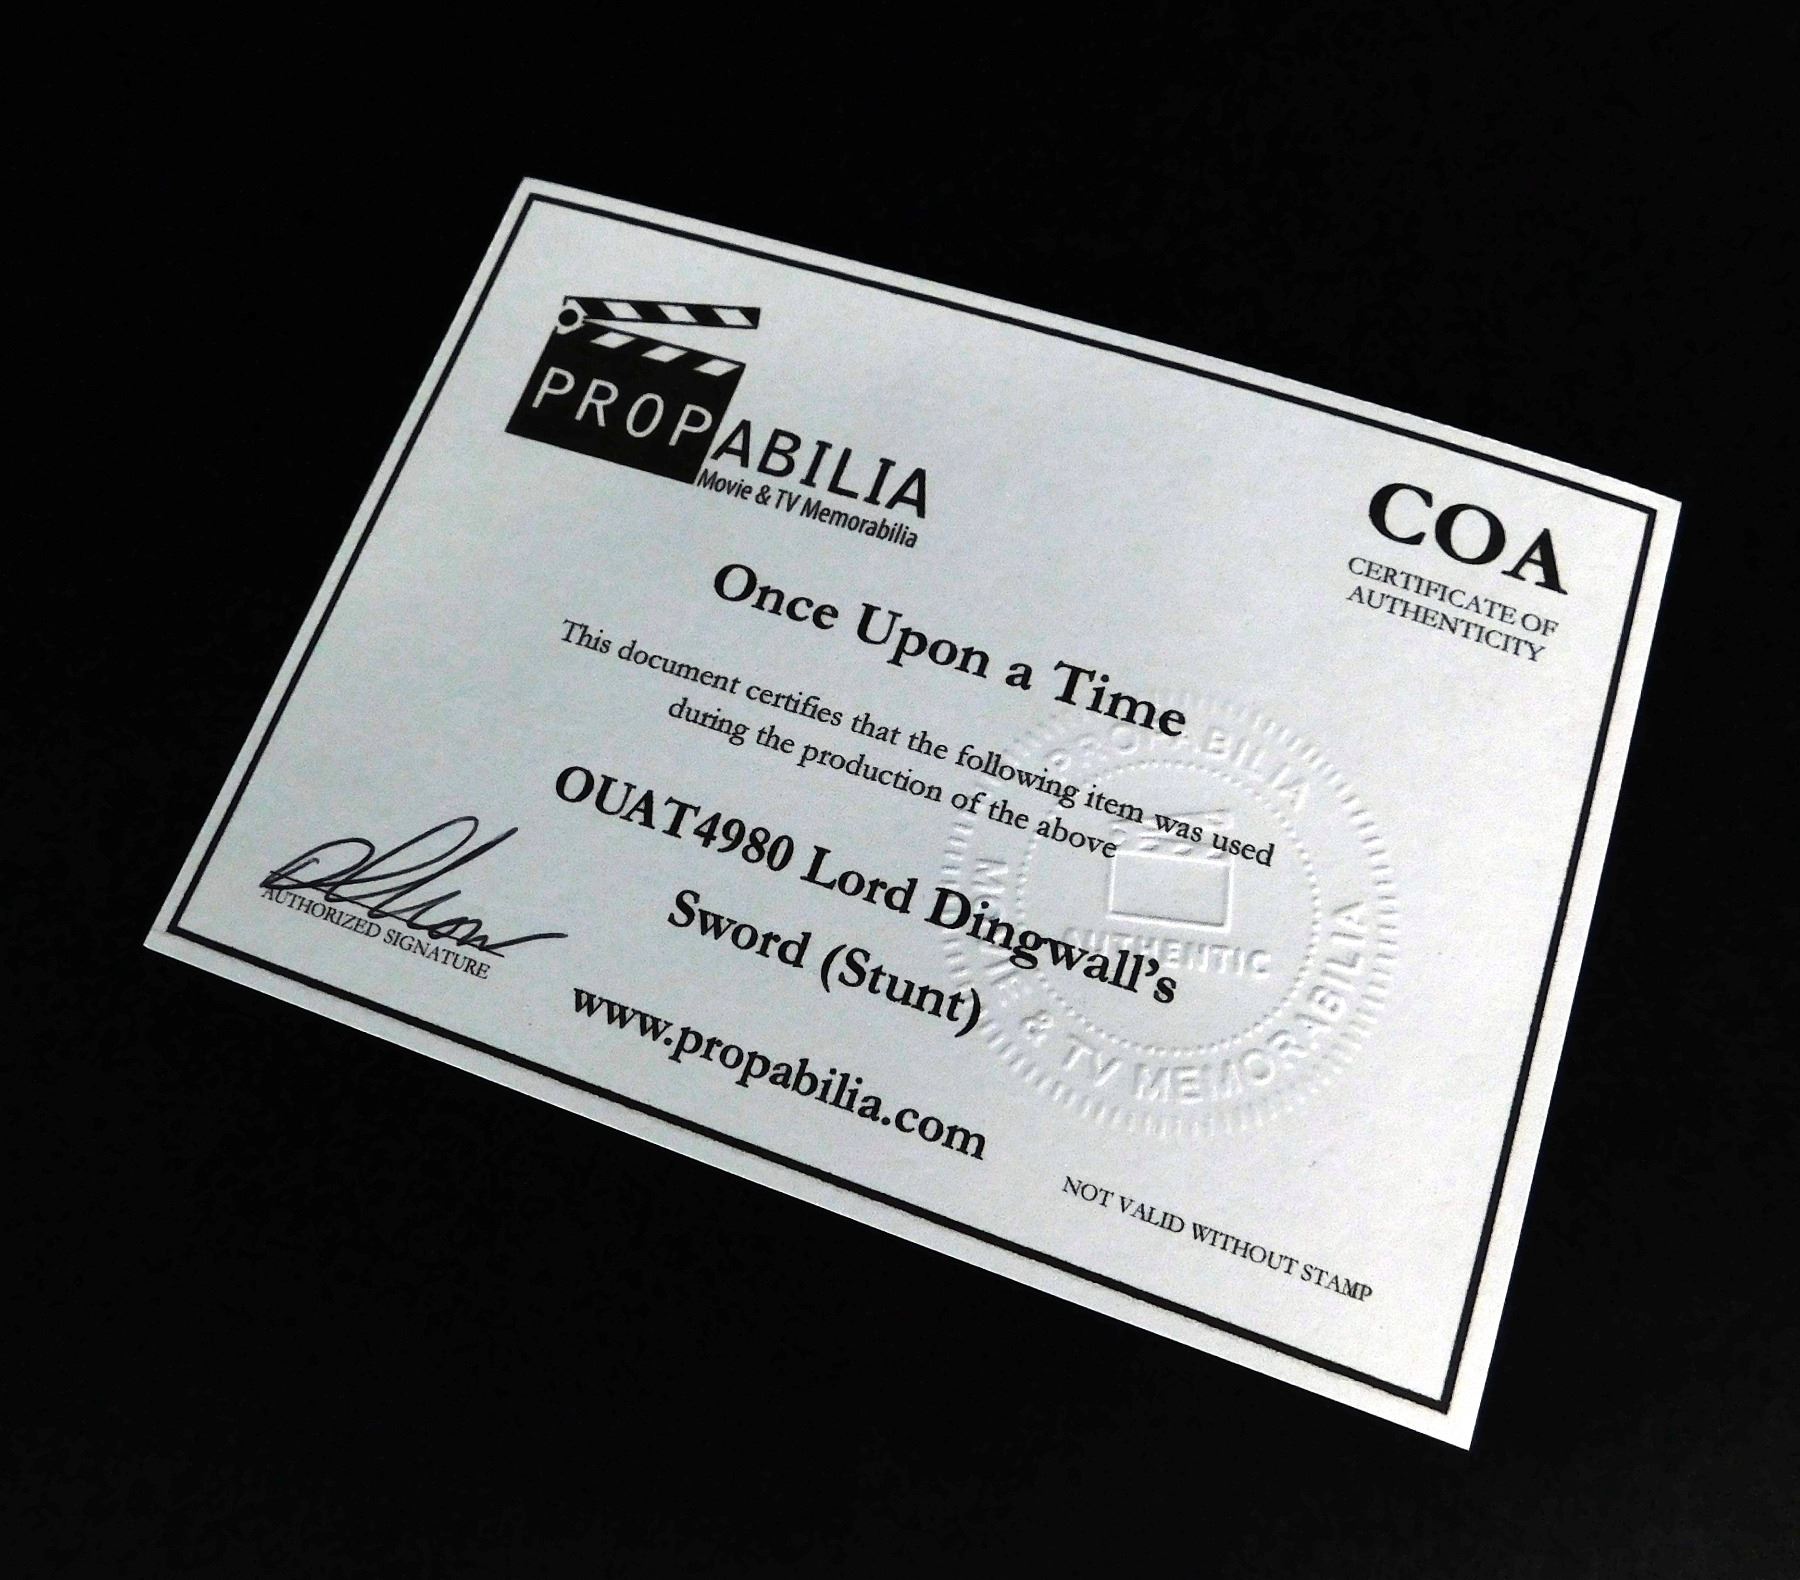 PROPABILIA
Movie & TV Memorabilia
COA
CERTIFICATE OF
AUTHENTICITY
Once Upon a Time
This document certifies that the following item was used
during the production of the above
OUAT4980 Lord Dingwall's
Sword (Stunt)
www.propabilia.com
AUTHORIZED SIGNATURE
PROPABILIA
AUTHENTIC
MOVIE & TV MEMORABILIA
NOT VALID WITHOUT STAMP